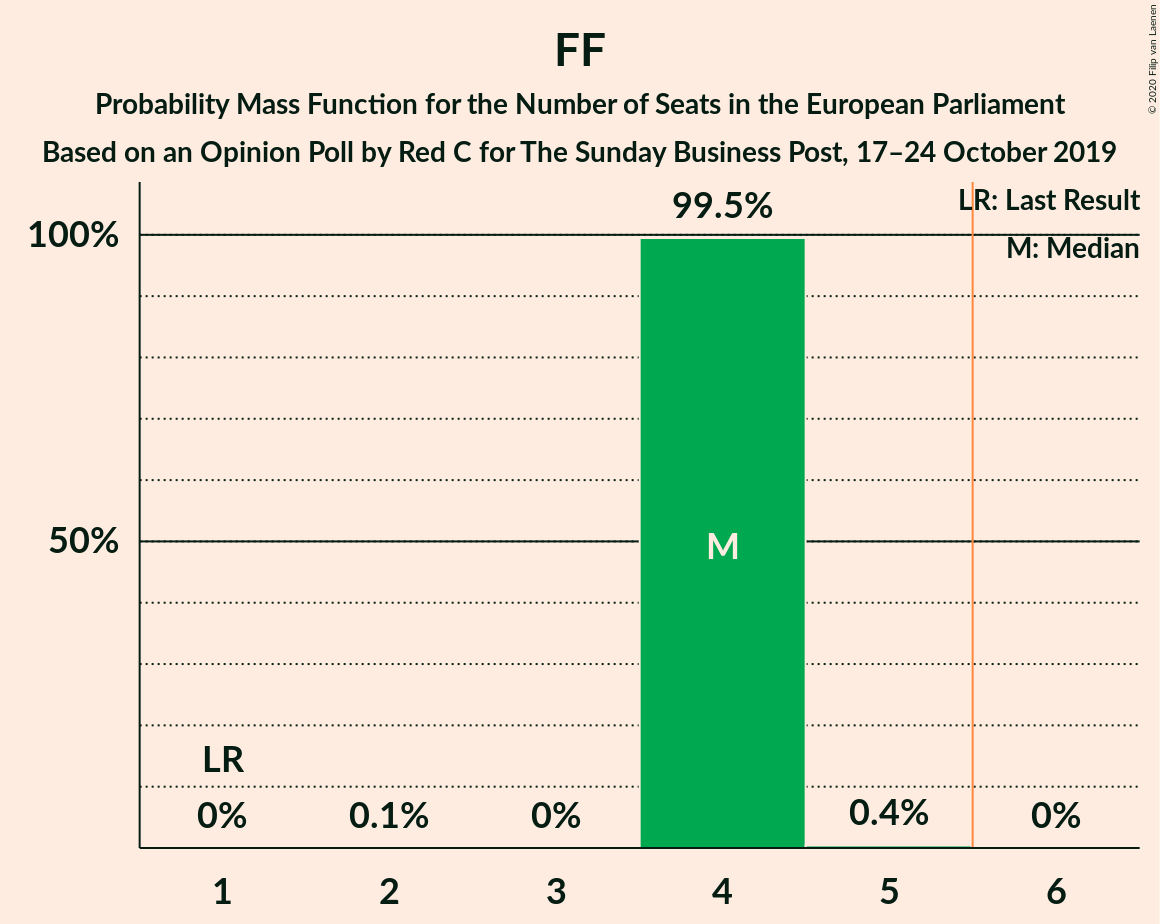 FF
Probability Mass Function for the Number of Seats in the European Parliament
Based on an Opinion Poll by Red C for The Sunday Business Post, 17–24 October 2019
© 2020 Filip van Laenen
LR: Last Result
M: Median
99.5%
100%
50%
M
LR
0%
0.1%
0%
0.4%
0%
1
2
3
4
5
6